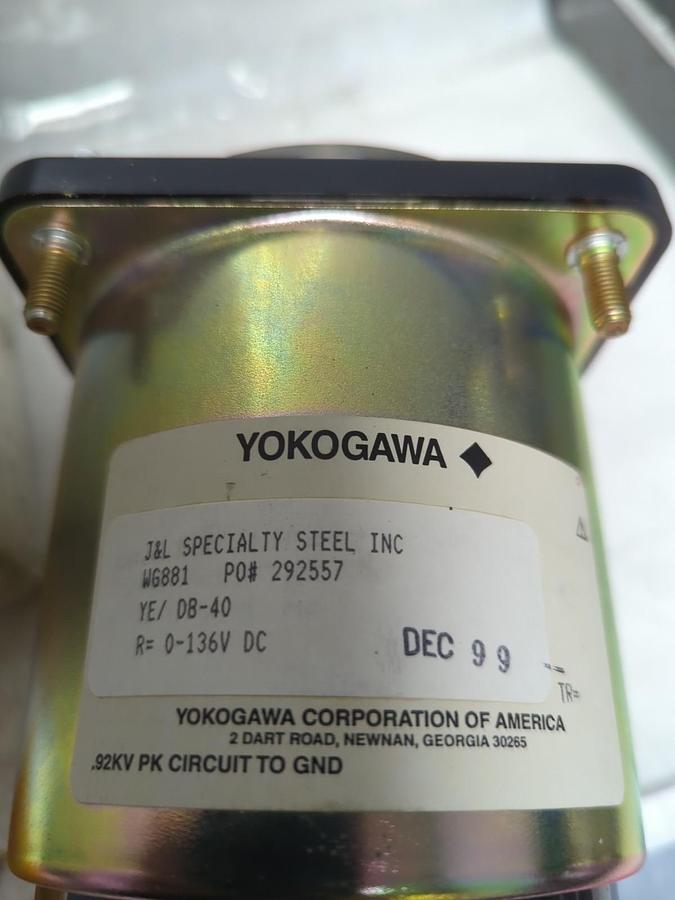 YOKOGAWA
J&L SPECIALTY STEEL INC
WG881 PO# 292557
YE/ DB-40
R= 0-136V DC
DEC 99
TR=
YOKOGAWA CORPORATION OF AMERICA
2 DART ROAD, NEWNAN, GEORGIA 30265
.92KV PK CIRCUIT TO GND